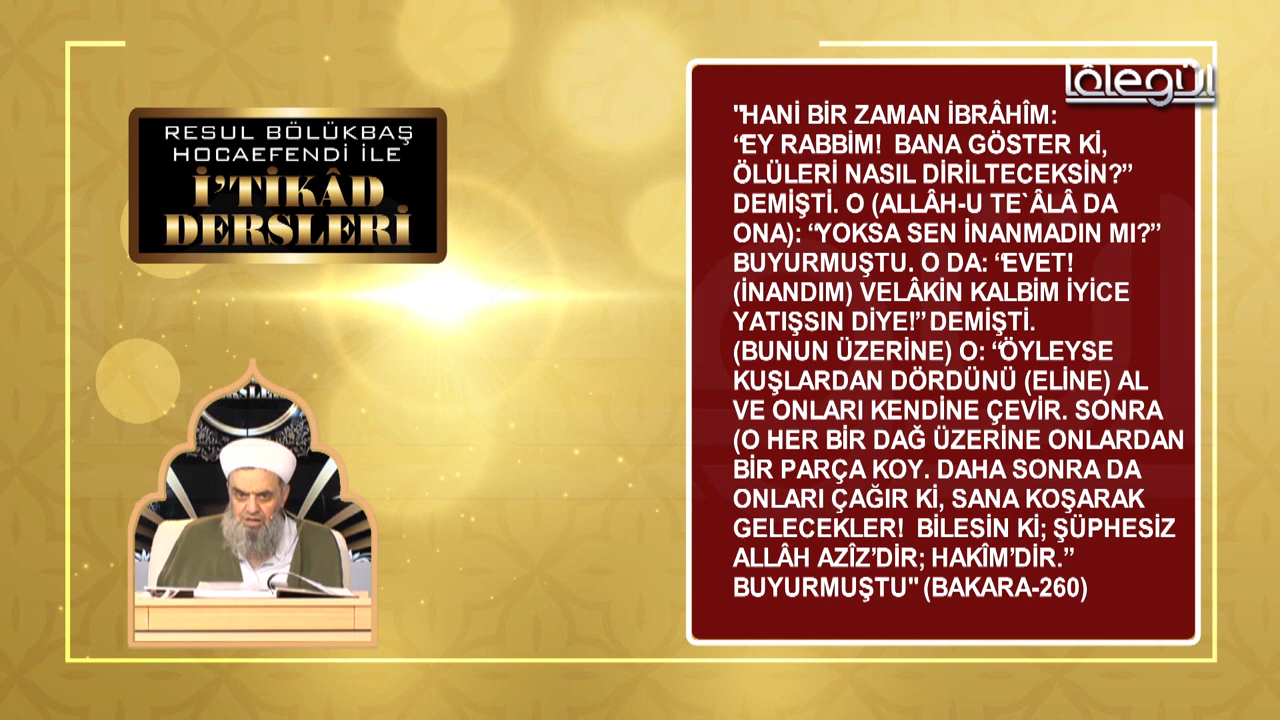 lâlegül
RESUL BÖLÜKBAŞ
HOCAEFENDİ İLE
İ'TİKÂD
DERSLERİ
"HANİ BİR ZAMAN İBRÂHÎM:
“EY RABBİM! BANA GÖSTER Kİ,
ÖLÜLERİ NASIL DİRİLTECEKSİN?”
DEMİŞTİ. O (ALLÂH-U TE`ÂLÂ DA
ONA): “YOKSA SEN İNANMADIN MI?”
BUYURMUŞTU. O DA: “EVET!
(İNANDIM) VELÂKİN KALBİM İYİCE
YATIŞSIN DİYE!” DEMİŞTİ.
(BUNUN ÜZERİNE) O: “ÖYLEYSE
KUŞLARDAN DÖRDÜNÜ (ELİNE) AL
VE ONLARI KENDİNE ÇEVİR. SONRA
(O HER BİR DAĞ ÜZERİNE ONLARDAN
BİR PARÇA KOY. DAHA SONRA DA
ONLARI ÇAĞIR Kİ, SANA KOŞARAK
GELECEKLER! BİLESİN Kİ; ŞÜPHESİZ
ALLÂH AZÎZ’DİR; HAKÎM’DİR.”
BUYURMUŞTU" (BAKARA-260)